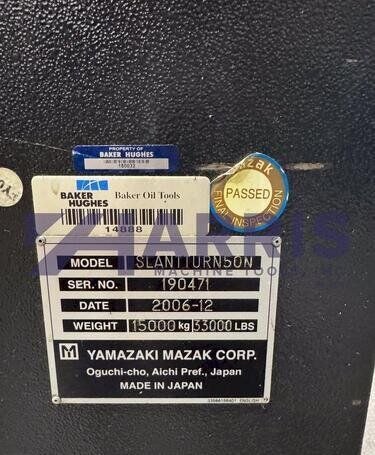 PROPERTY OF
BAKER HUGHES
BAKER
HUGHES
Baker Oil Tools
14888
Mazak
PASSED
FINAL INSPECTION
HARRIS
MACHINE TOOLS
MODEL SLANTTURN50N
SER. NO. 190471
DATE 2006-12
WEIGHT 15000 kg 33000 LBS
M YAMAZAKI MAZAK CORP.
Oguchi-cho, Aichi Pref., Japan
MADE IN JAPAN